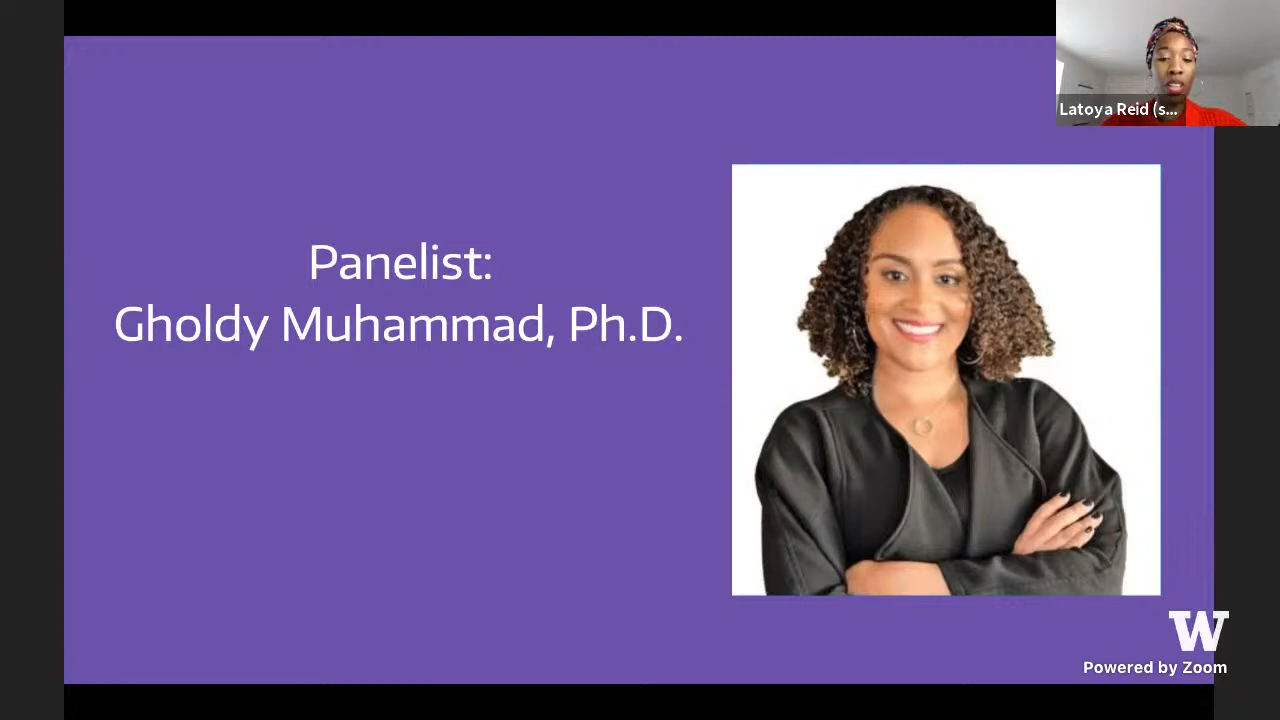 Latoya Reid (s...
Panelist:
Gholdy Muhammad, Ph.D.
W
Powered by Zoom